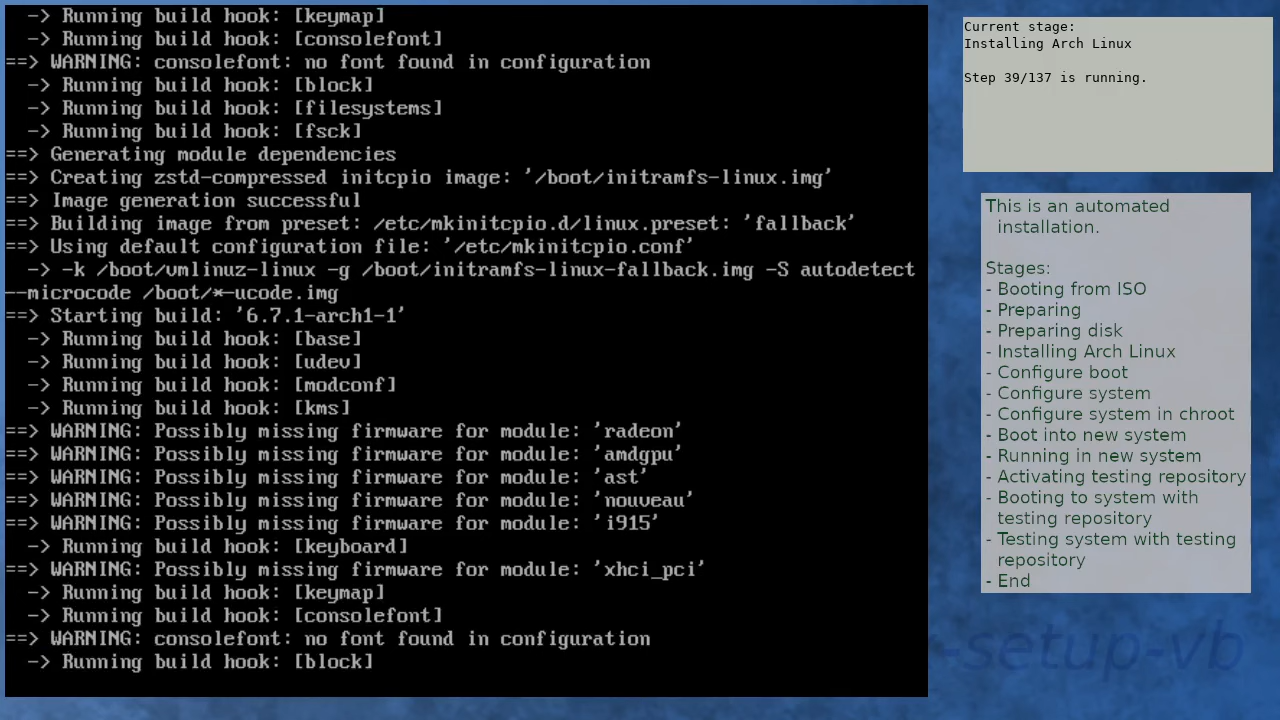 -> Running build hook: [keymap]
-> Running build hook: [consolefont]
==> WARNING: consolefont: no font found in configuration
-> Running build hook: [block]
-> Running build hook: [filesystems]
-> Running build hook: [fsck]
==> Generating module dependencies
==> Creating zstd-compressed initcpio image: '/boot/initramfs-linux.img'
==> Image generation successful
==> Building image from preset: /etc/mkinitcpio.d/linux.preset: 'fallback'
==> Using default configuration file: '/etc/mkinitcpio.conf'
-> -k /boot/vmlinuz-linux -g /boot/initramfs-linux-fallback.img -S autodetect
--microcode /boot/*-ucode.img
==> Starting build: '6.7.1-arch1-1'
-> Running build hook: [base]
-> Running build hook: [udev]
-> Running build hook: [modconf]
-> Running build hook: [kms]
==> WARNING: Possibly missing firmware for module: 'radeon'
==> WARNING: Possibly missing firmware for module: 'amdgpu'
==> WARNING: Possibly missing firmware for module: 'ast'
==> WARNING: Possibly missing firmware for module: 'nouveau'
==> WARNING: Possibly missing firmware for module: 'i915'
-> Running build hook: [keyboard]
==> WARNING: Possibly missing firmware for module: 'xhci_pci'
-> Running build hook: [keymap]
-> Running build hook: [consolefont]
==> WARNING: consolefont: no font found in configuration
-> Running build hook: [block]
Current stage:
Installing Arch Linux
Step 39/137 is running.
This is an automated
installation.
Stages:
- Booting from ISO
- Preparing
- Preparing disk
- Installing Arch Linux
- Configure boot
- Configure system
- Configure system in chroot
- Boot into new system
- Running in new system
- Activating testing repository
- Booting to system with
testing repository
- Testing system with testing
repository
- End
-setup-vb